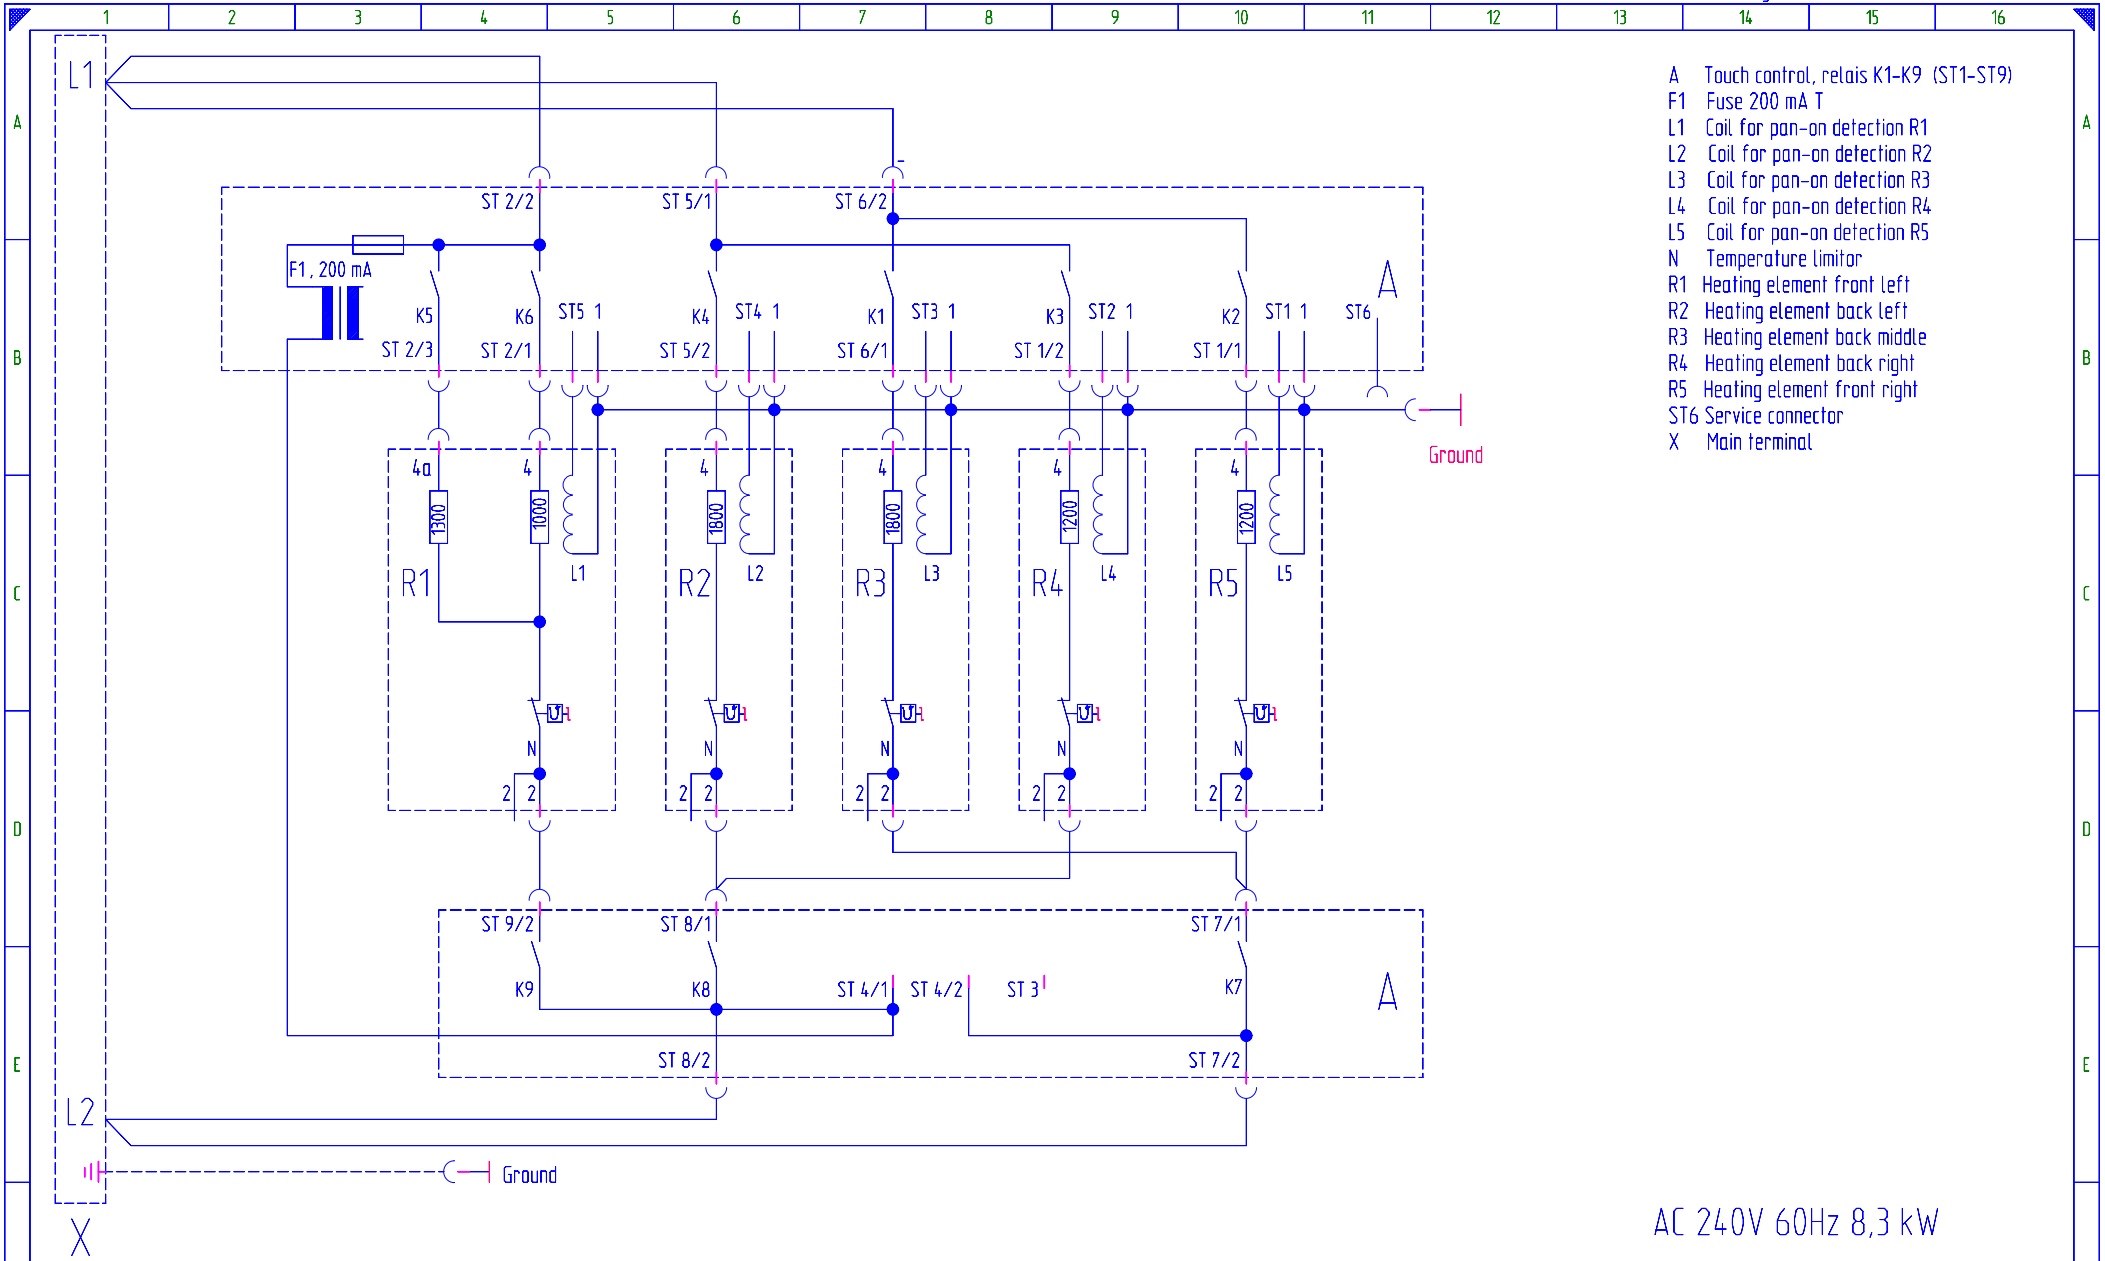 1 2 3 4 5 6 7 8 9 10 11 12 13 14 15 16
L1
A Touch control, relais K1-K9 (ST1-ST9)
F1 Fuse 200 mA T
L1 Coil for pan-on detection R1
L2 Coil for pan-on detection R2
L3 Coil for pan-on detection R3
L4 Coil for pan-on detection R4
L5 Coil for pan-on detection R5
N Temperature limitor
R1 Heating element front left
R2 Heating element back left
R3 Heating element back middle
R4 Heating element back right
R5 Heating element front right
ST6 Service connector
X Main terminal
A A
-
ST 2/2 ST 5/1 ST 6/2
F1, 200 mA
A
K5 K6 ST5 1 K4 ST4 1 K1 ST3 1 K3 ST2 1 K2 ST1 1 ST6
ST 2/3 ST 2/1 ST 5/2 ST 6/1 ST 1/2 ST 1/1
B B
Ground
4a 4 4 4 4 4
1300 1000 1800 1800 1200 1200
R1 L1 R2 L2 R3 L3 R4 L4 R5 L5
C C
N N N N N
2 2 2 2 2 2 2 2 2 2
D D
ST 9/2 ST 8/1 ST 7/1
K9 K8 ST 4/1 ST 4/2 ST 3 K7
A
ST 8/2 ST 7/2
E E
L2
Ground
X
AC 240V 60Hz 8,3 kW